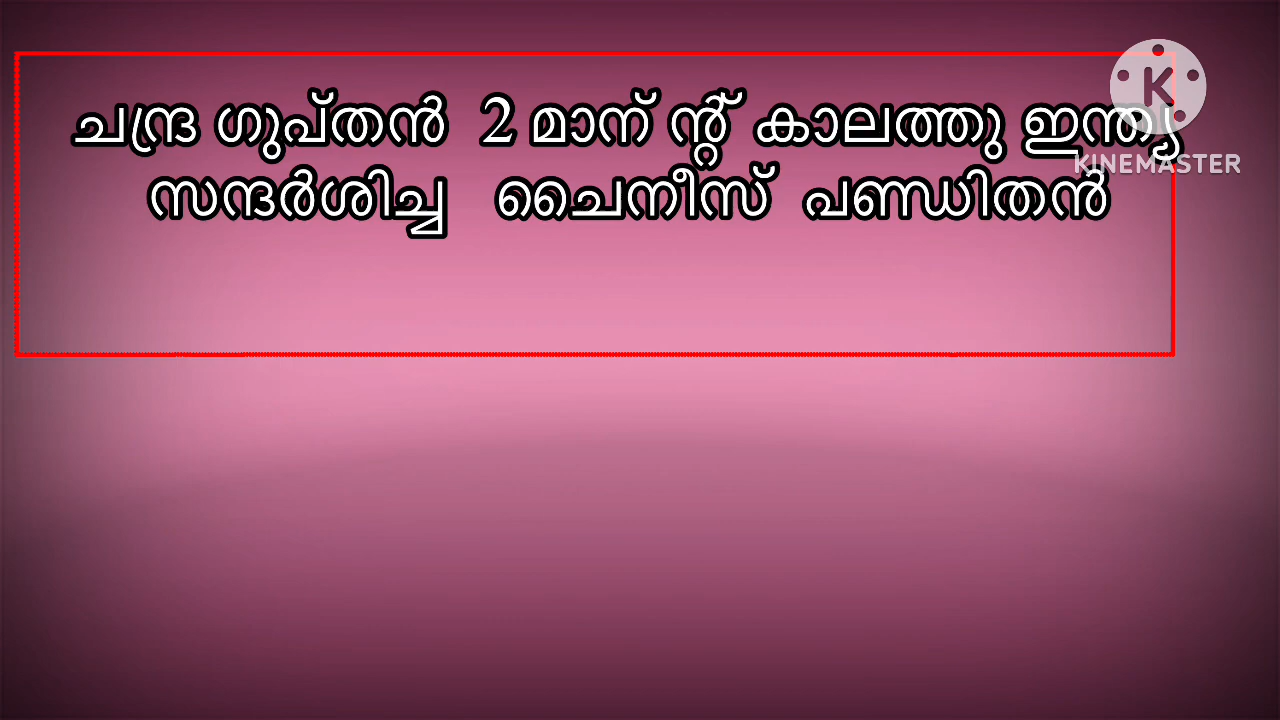 ചന്ദ്ര ഗുപ്തൻ 2 മാന് ന്റ് കാലത്തു ഇന്ത്യ
സന്ദർശിച്ച ചൈനീസ് പണ്ഡിതൻ
K
KINEMASTER